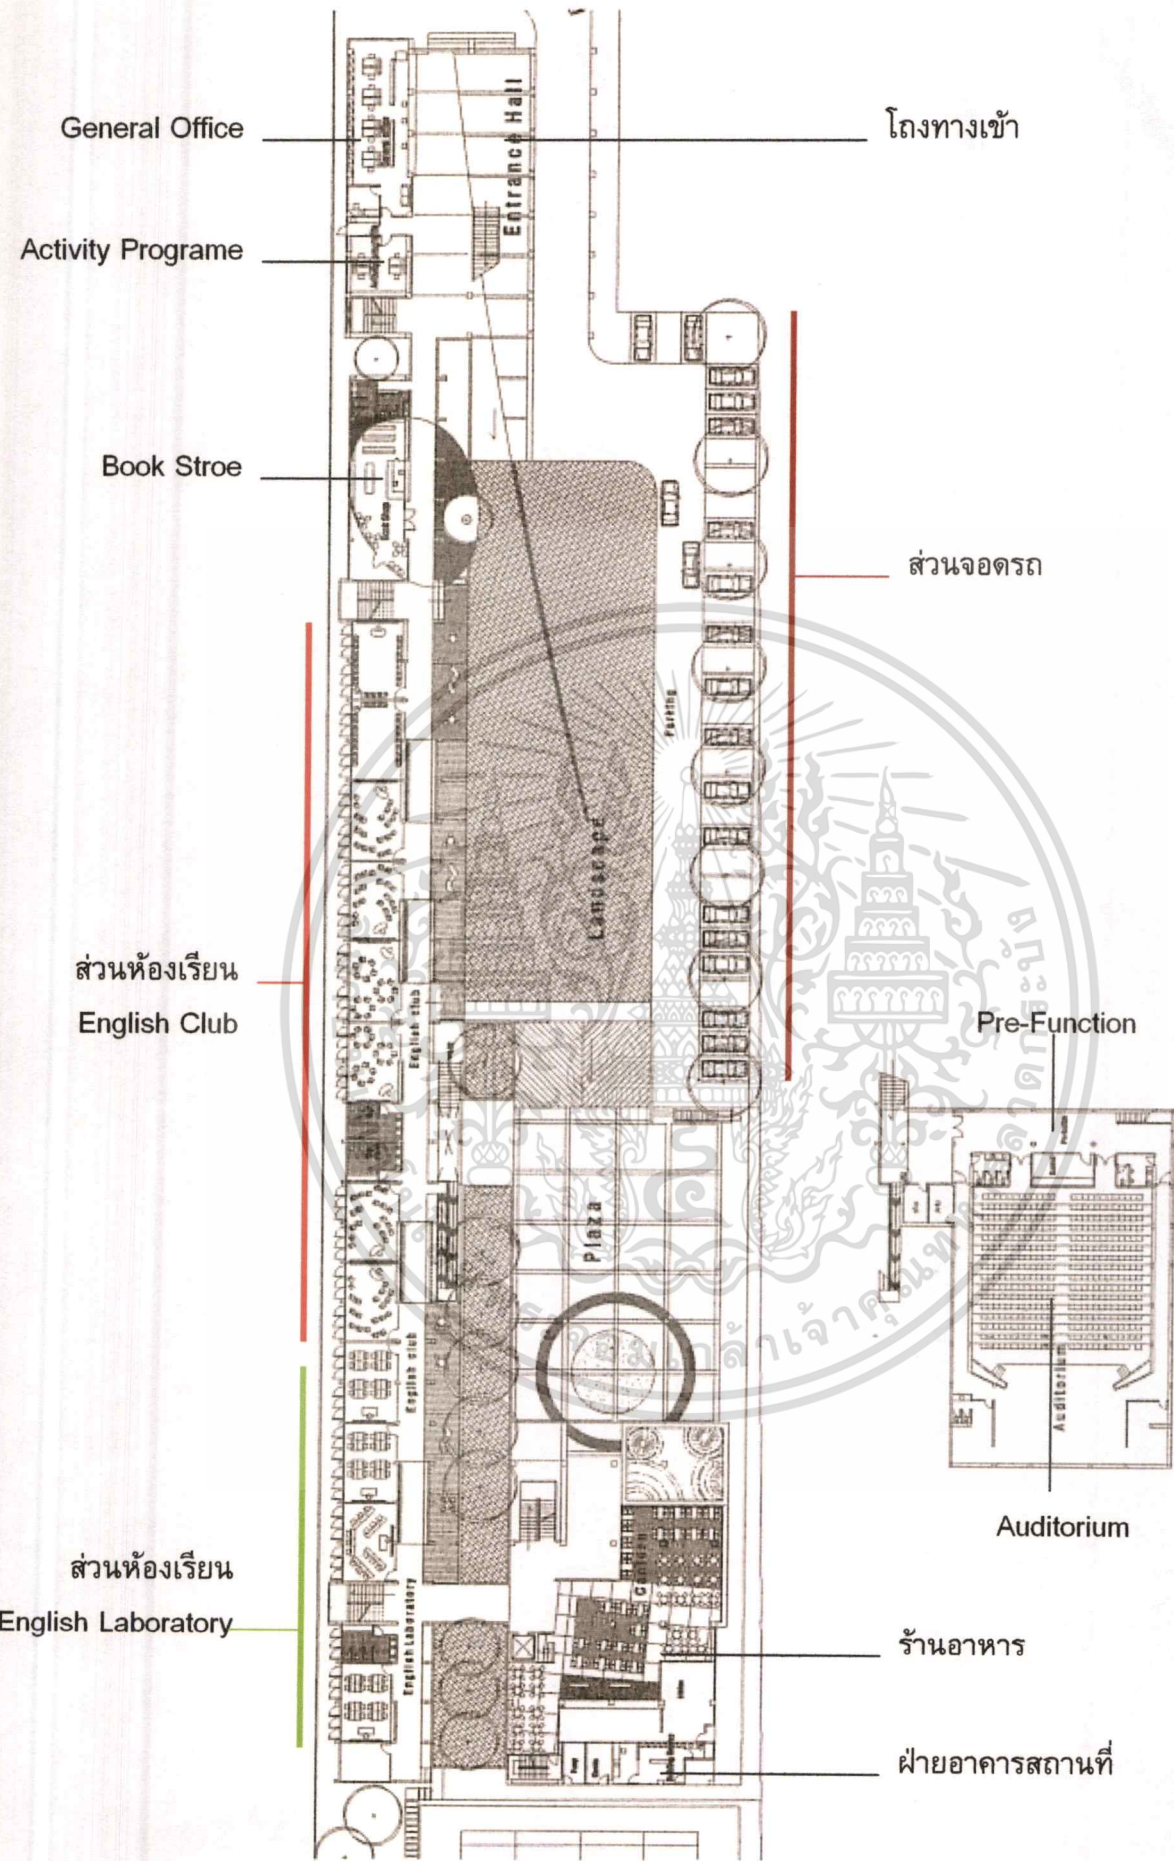 General Office
โถงทางเข้า
Entrance Hall
Activity Programe
Book Stroe
Book Shop
ส่วนจอดรถ
Parking
Landscape
ส่วนห้องเรียน
English Club
English club
Pre-Function
Plaza
English club
Auditorium
Auditorium
Canteen
ส่วนห้องเรียน
English Laboratory
English Laboratory
ร้านอาหาร
ฝ่ายอาคารสถานที่